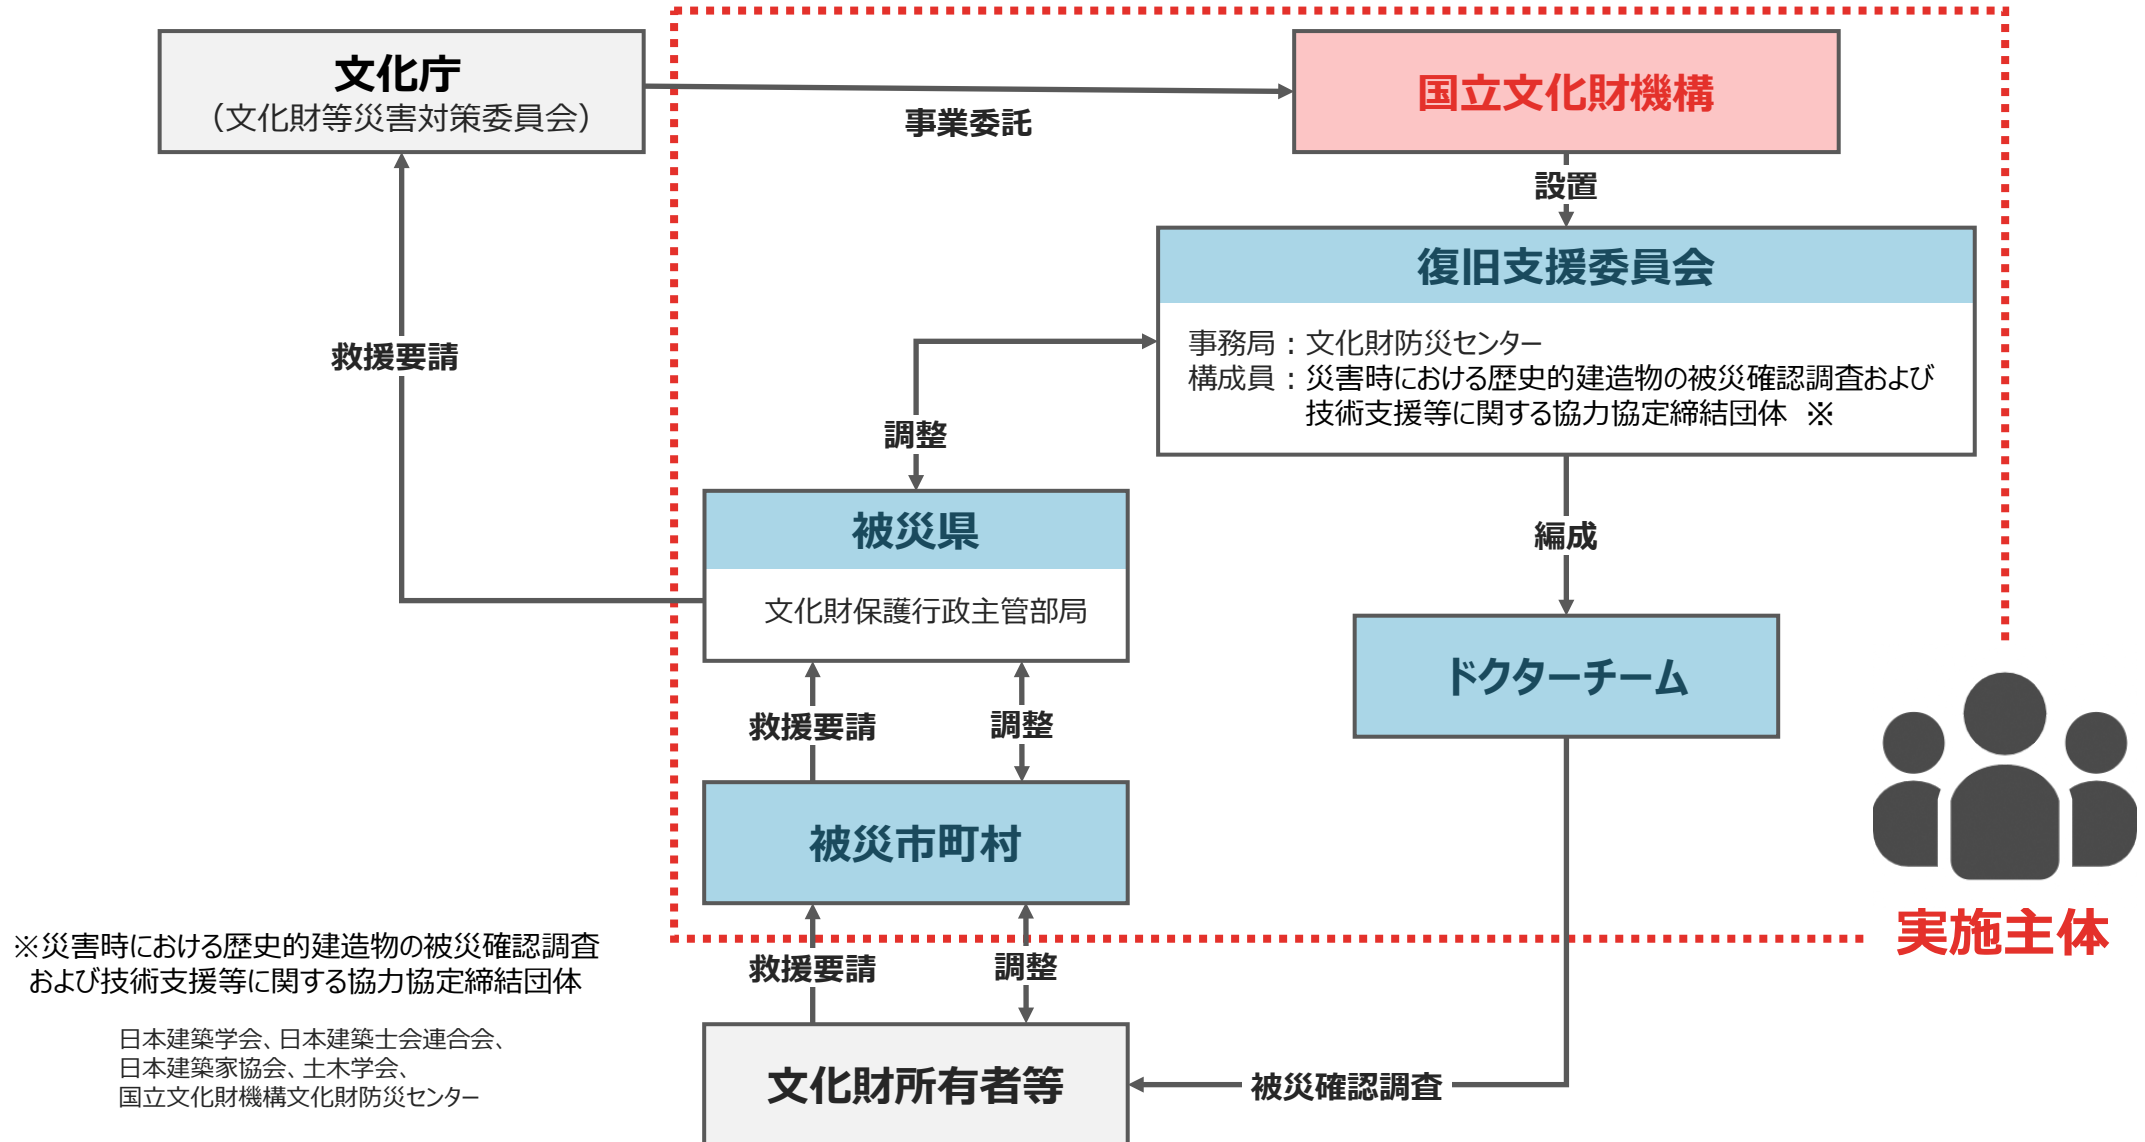 文化庁
（文化財等災害対策委員会）
事業委託
国立文化財機構
設置
復旧支援委員会
事務局：文化財防災センター
構成員：災害時における歴史的建造物の被災確認調査および
技術支援等に関する協力協定締結団体 ※
救援要請
調整
被災県
文化財保護行政主管部局
編成
ドクターチーム
救援要請
調整
被災市町村
実施主体
救援要請
調整
文化財所有者等
被災確認調査
※災害時における歴史的建造物の被災確認調査
および技術支援等に関する協力協定締結団体
日本建築学会、日本建築士会連合会、
日本建築家協会、土木学会、
国立文化財機構文化財防災センター